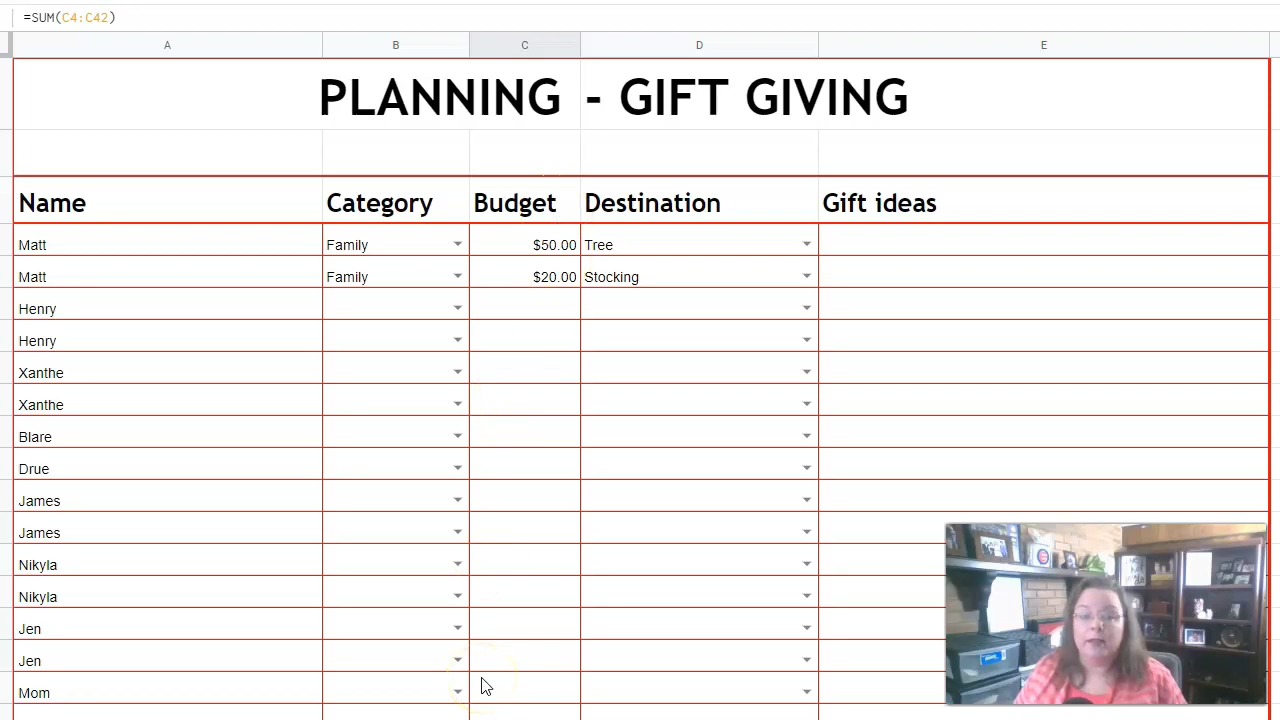 =SUM(C4:C42)
A B C D E
PLANNING - GIFT GIVING
Name Category Budget Destination Gift ideas
Matt Family $50.00 Tree
Matt Family $20.00 Stocking
Henry
Henry
Xanthe
Xanthe
Blare
Drue
James
James
Nikyla
Nikyla
Jen
Jen
Mom